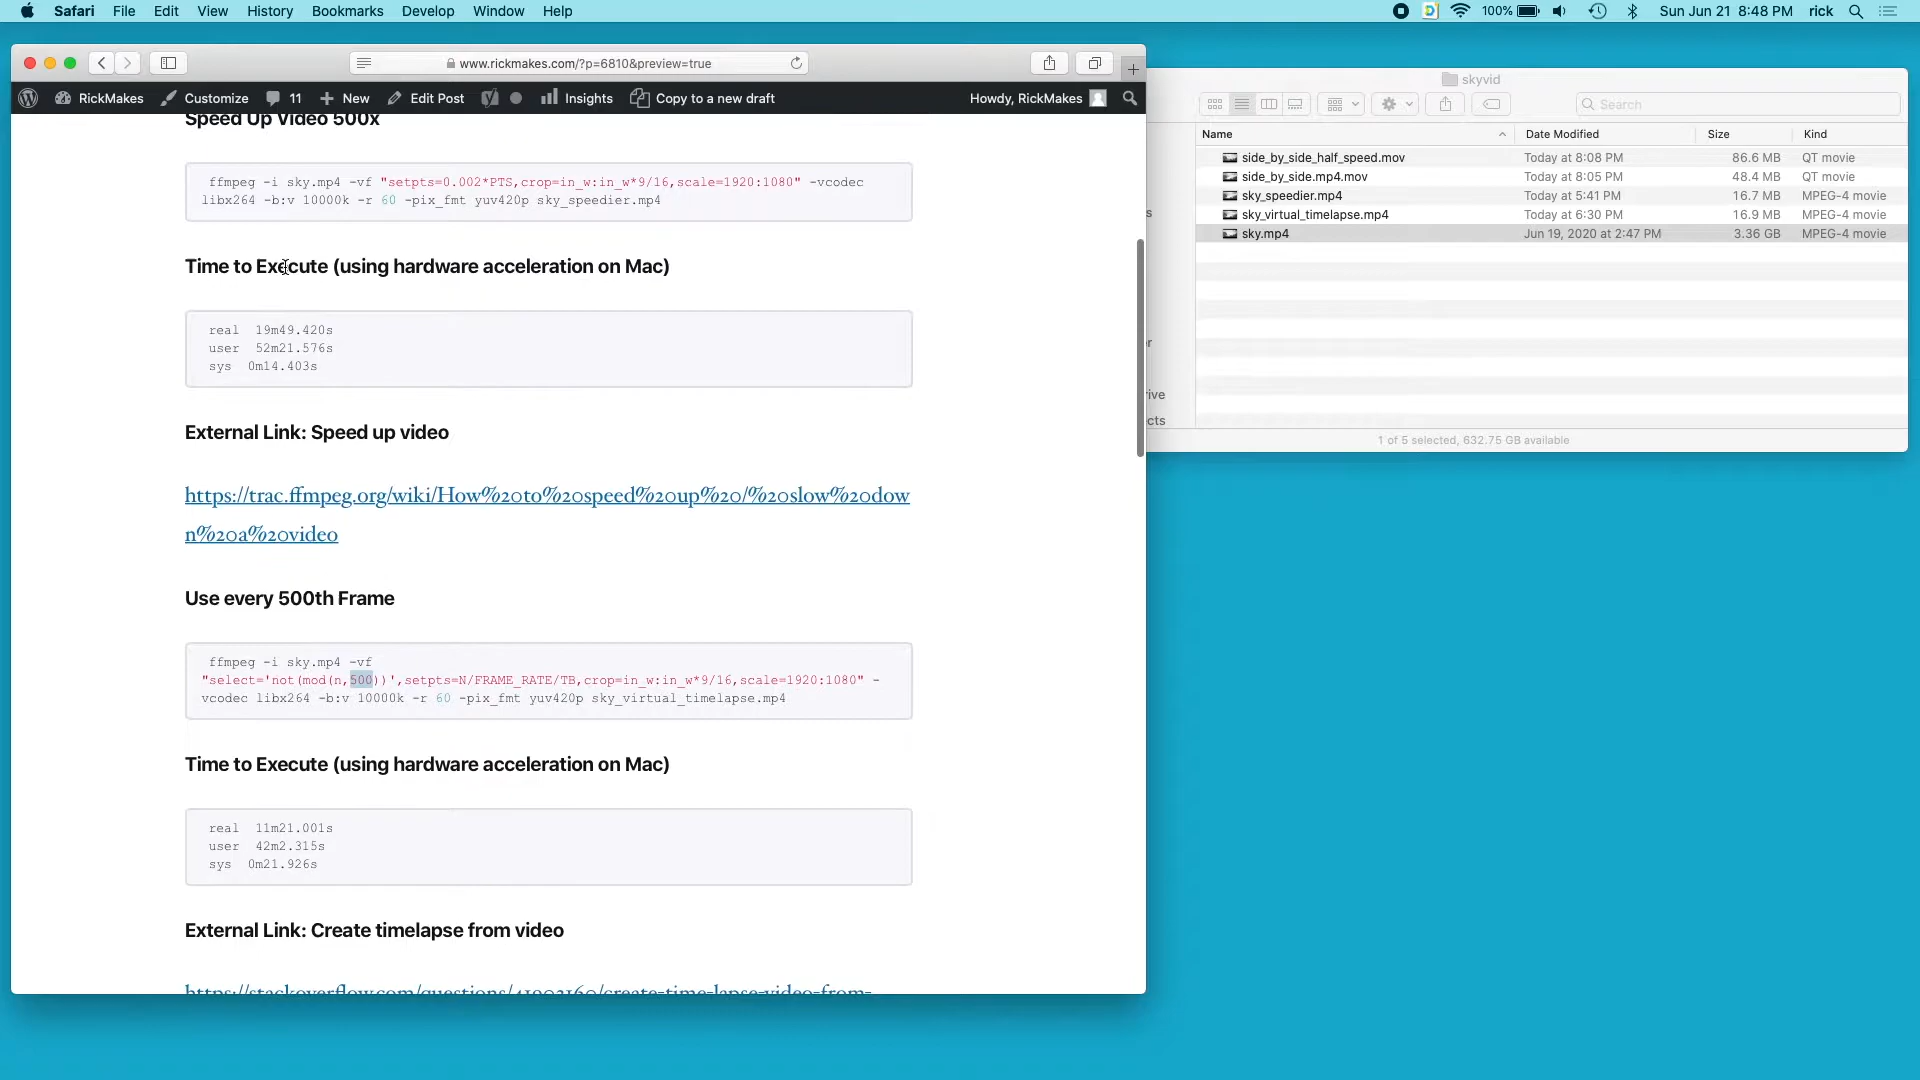 Safari File Edit View History Bookmarks Develop Window Help 100% Sun Jun 21 8:48 PM rick
www.rickmakes.com/?p=6810&preview=true
RickMakes Customize 11 New Edit Post Insights Copy to a new draft Howdy, RickMakes
Speed Up Video 500x
ffmpeg -i sky.mp4 -vf "setpts=0.002*PTS,crop=in_w:in_w*9/16,scale=1920:1080" -vcodec
libx264 -b:v 10000k -r 60 -pix_fmt yuv420p sky_speedier.mp4
Time to Execute (using hardware acceleration on Mac)
real 19m49.420s
user 52m21.576s
sys 0m14.403s
External Link: Speed up video
https://trac.ffmpeg.org/wiki/How%20to%20speed%20up%20/%20slow%20dow
n%20a%20video
Use every 500th Frame
ffmpeg -i sky.mp4 -vf
"select='not(mod(n,500))',setpts=N/FRAME_RATE/TB,crop=in_w:in_w*9/16,scale=1920:1080" -
vcodec libx264 -b:v 10000k -r 60 -pix_fmt yuv420p sky_virtual_timelapse.mp4
Time to Execute (using hardware acceleration on Mac)
real 11m21.001s
user 42m2.315s
sys 0m21.926s
External Link: Create timelapse from video
https://stackoverflow.com/questions/41902160/create-time-lapse-video-from-
skyvid
Search
Name Date Modified Size Kind
side_by_side_half_speed.mov Today at 8:08 PM 86.6 MB QT movie
side_by_side.mp4.mov Today at 8:05 PM 48.4 MB QT movie
sky_speedier.mp4 Today at 5:41 PM 16.7 MB MPEG-4 movie
sky_virtual_timelapse.mp4 Today at 6:30 PM 16.9 MB MPEG-4 movie
sky.mp4 Jun 19, 2020 at 2:47 PM 3.36 GB MPEG-4 movie
s
r
ive
cts
1 of 5 selected, 632.75 GB available